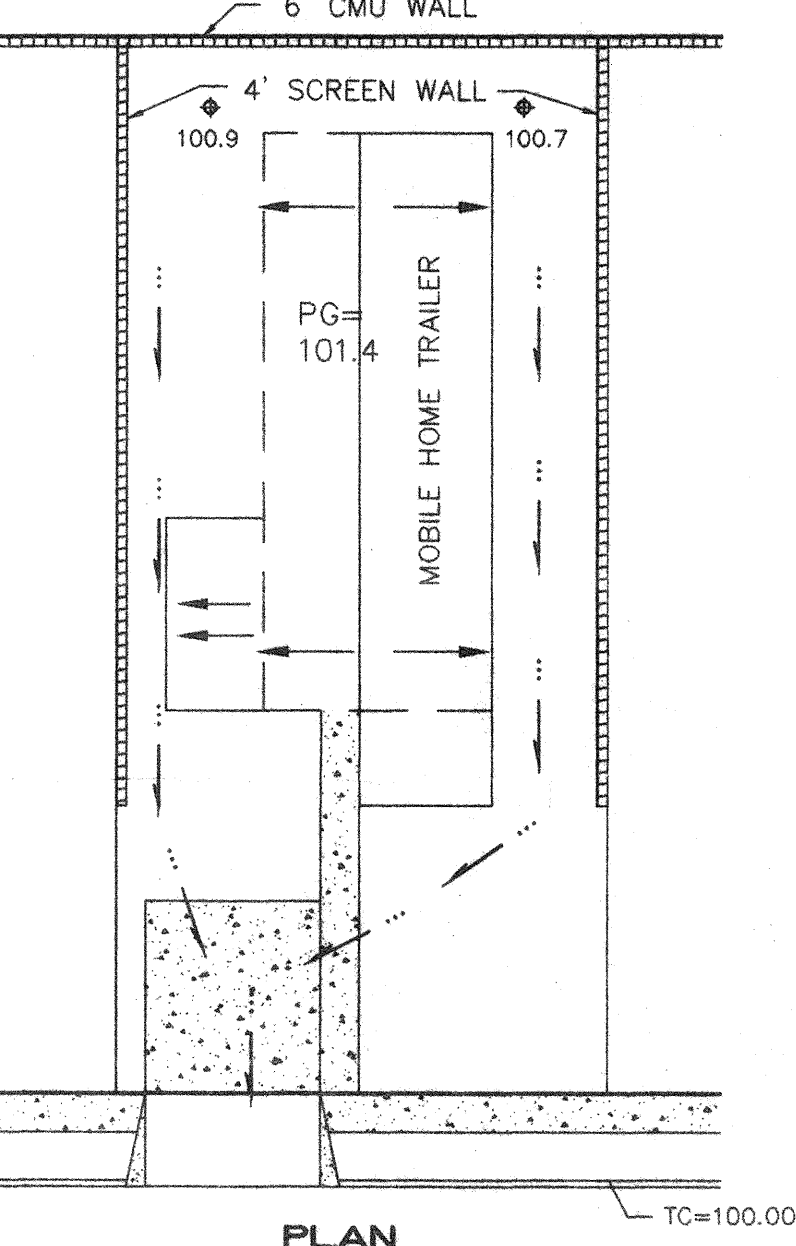 6' CMU WALL
4' SCREEN WALL
100.9
100.7
PG=
101.4
MOBILE HOME TRAILER
TC=100.00
PLAN